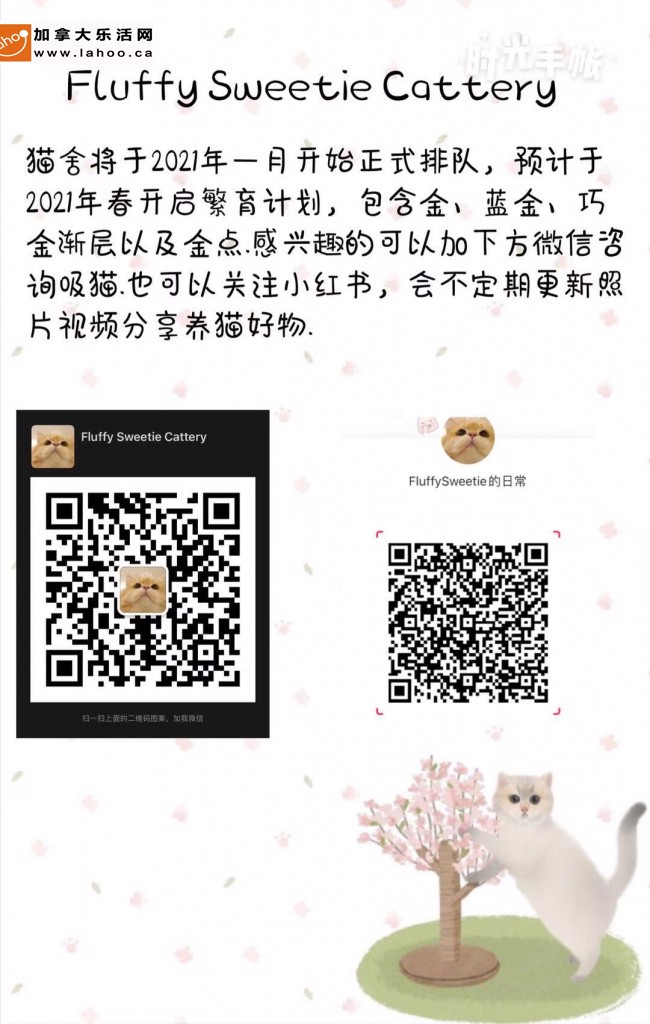 加拿大乐活网
www.lahoo.ca
时光手帐
Fluffy Sweetie Cattery
猫舍将于2021年一月开始正式排队，预计于
2021年春开启繁育计划，包含金、蓝金、巧
金渐层以及金点.感兴趣的可以加下方微信咨
询吸猫.也可以关注小红书，会不定期更新照
片视频分享养猫好物.
Fluffy Sweetie Cattery
扫一扫上面的二维码图案，加我微信
FluffySweetie的日常